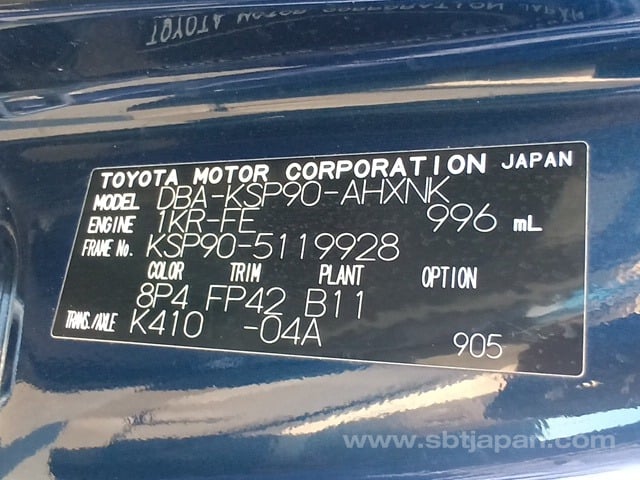 TOYOTA MOTOR CORPORATION JAPAN
MODEL DBA-KSP90-AHXNK
ENGINE 1KR-FE 996 mL
FRAME No. KSP90-5119928
COLOR TRIM PLANT OPTION
8P4 FP42 B11
TRANS./AXLE K410 -04A 905
www.sbtjapan.com